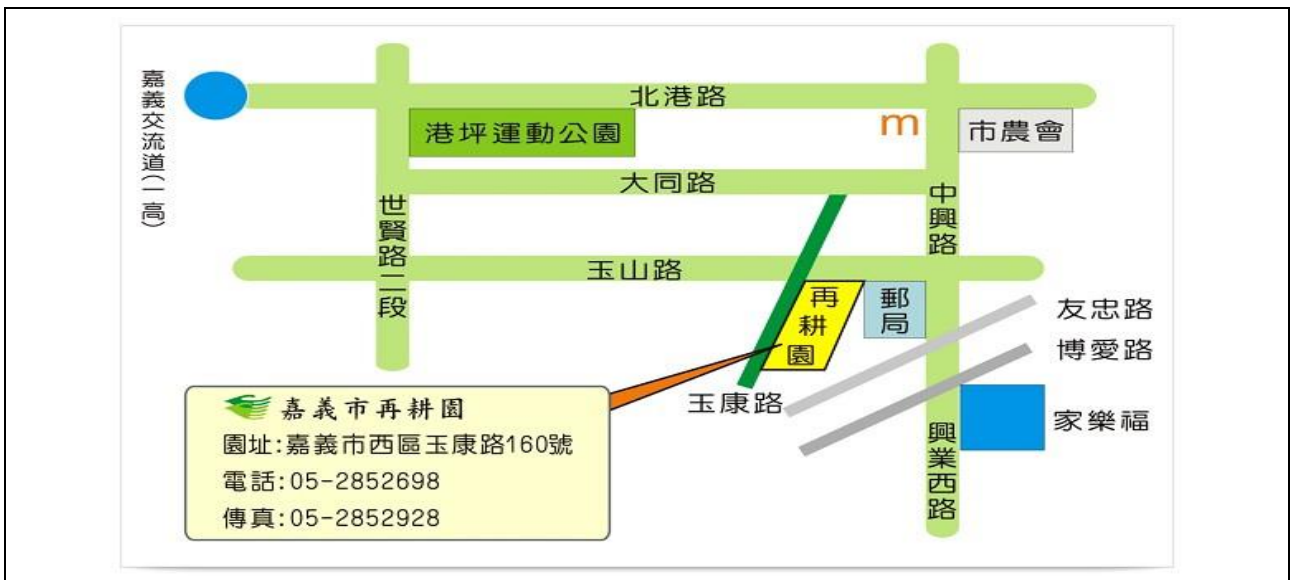 嘉義交流道(一高)
北港路
港坪運動公園
m
市農會
大同路
世賢路二段
中興路
玉山路
再耕園
郵局
友忠路
博愛路
玉康路
家樂福
興業西路
嘉義市再耕園
園址:嘉義市西區玉康路160號
電話:05-2852698
傳真:05-2852928